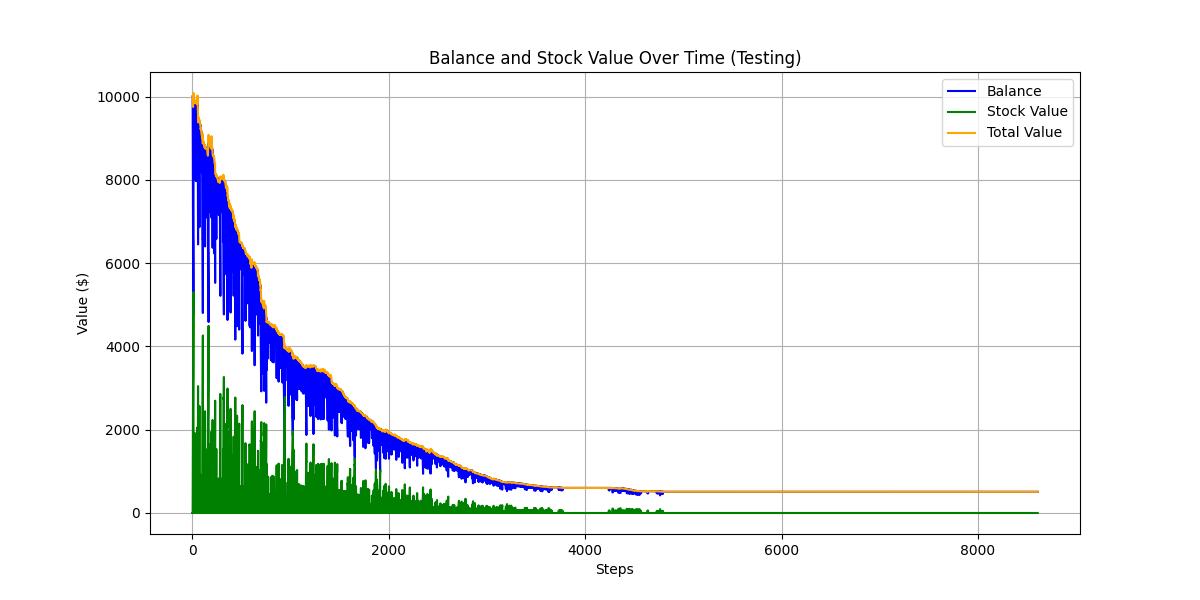 Balance and Stock Value Over Time (Testing)
Balance
Stock Value
Total Value
Value ($)
10000
8000
6000
4000
2000
0
0 2000 4000 6000 8000
Steps